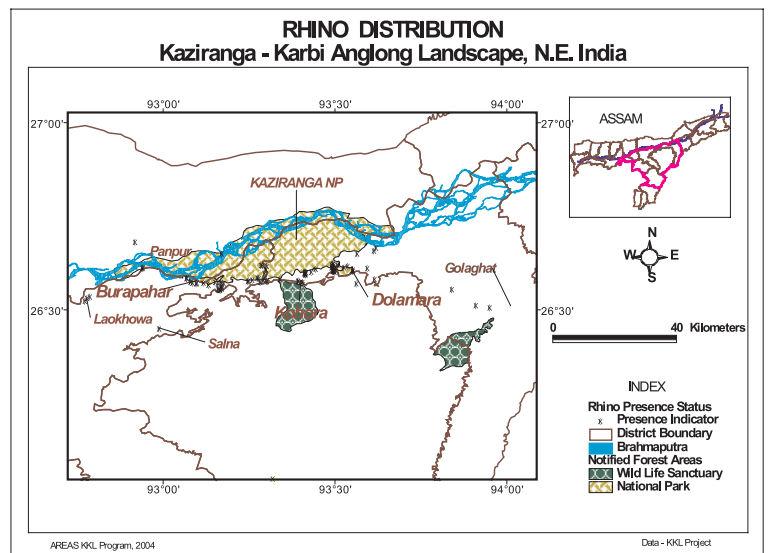 RHINO DISTRIBUTION
Kaziranga - Karbi Anglong Landscape, N.E. India
93°00' 93°30' 94°00'
27°00' 27°00'
ASSAM
KAZIRANGA NP
Panpur
N
W E
S
Golaghat
Burapahar
Dolamara
26°30' 26°30'
Kohora
Laokhowa
Salna
0 40 Kilometers
INDEX
Rhino Presence Status
Presence Indicator
District Boundary
Brahmaputra
Notified Forest Areas
Wild Life Sanctuary
National Park
93°00' 93°30' 94°00'
AREAS KKL Program, 2004
Data - KKL Project